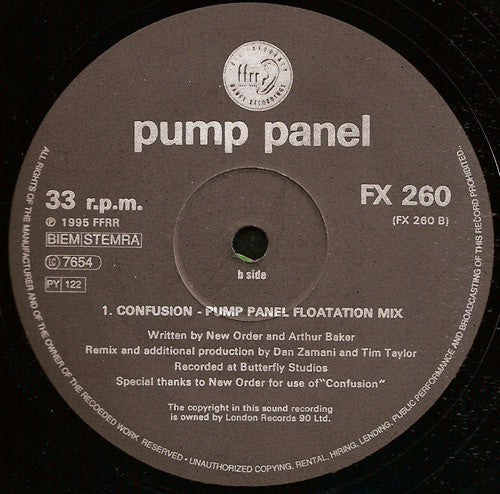 ffrr
pump panel
33 r.p.m.
℗ 1995 FFRR
BIEM STEMRA
LC 7654
PY 122
FX 260
(FX 260 B)
b side
1. CONFUSION - PUMP PANEL FLOATATION MIX
Written by New Order and Arthur Baker
Remix and additional production by Dan Zamani and Tim Taylor
Recorded at Butterfly Studios
Special thanks to New Order for use of "Confusion"
The copyright in this sound recording
is owned by London Records 90 Ltd.
ALL RIGHTS OF THE MANUFACTURER AND OF THE OWNER OF THE RECOEDED WORK RESERVED • UNAUTHORIZED COPYING, RENTAL, HIRING, LENDING, PUBLIC PERFORMANCE AND BROADCASTING OF THIS RECORD PROHIBITED